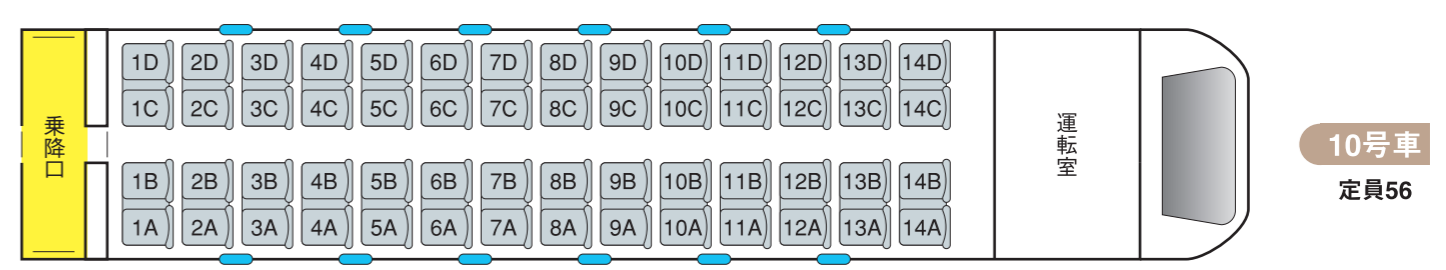 1D 2D 3D 4D 5D 6D 7D 8D 9D 10D 11D 12D 13D 14D
1C 2C 3C 4C 5C 6C 7C 8C 9C 10C 11C 12C 13C 14C
乗降口
運転室
10号車
定員56
1B 2B 3B 4B 5B 6B 7B 8B 9B 10B 11B 12B 13B 14B
1A 2A 3A 4A 5A 6A 7A 8A 9A 10A 11A 12A 13A 14A